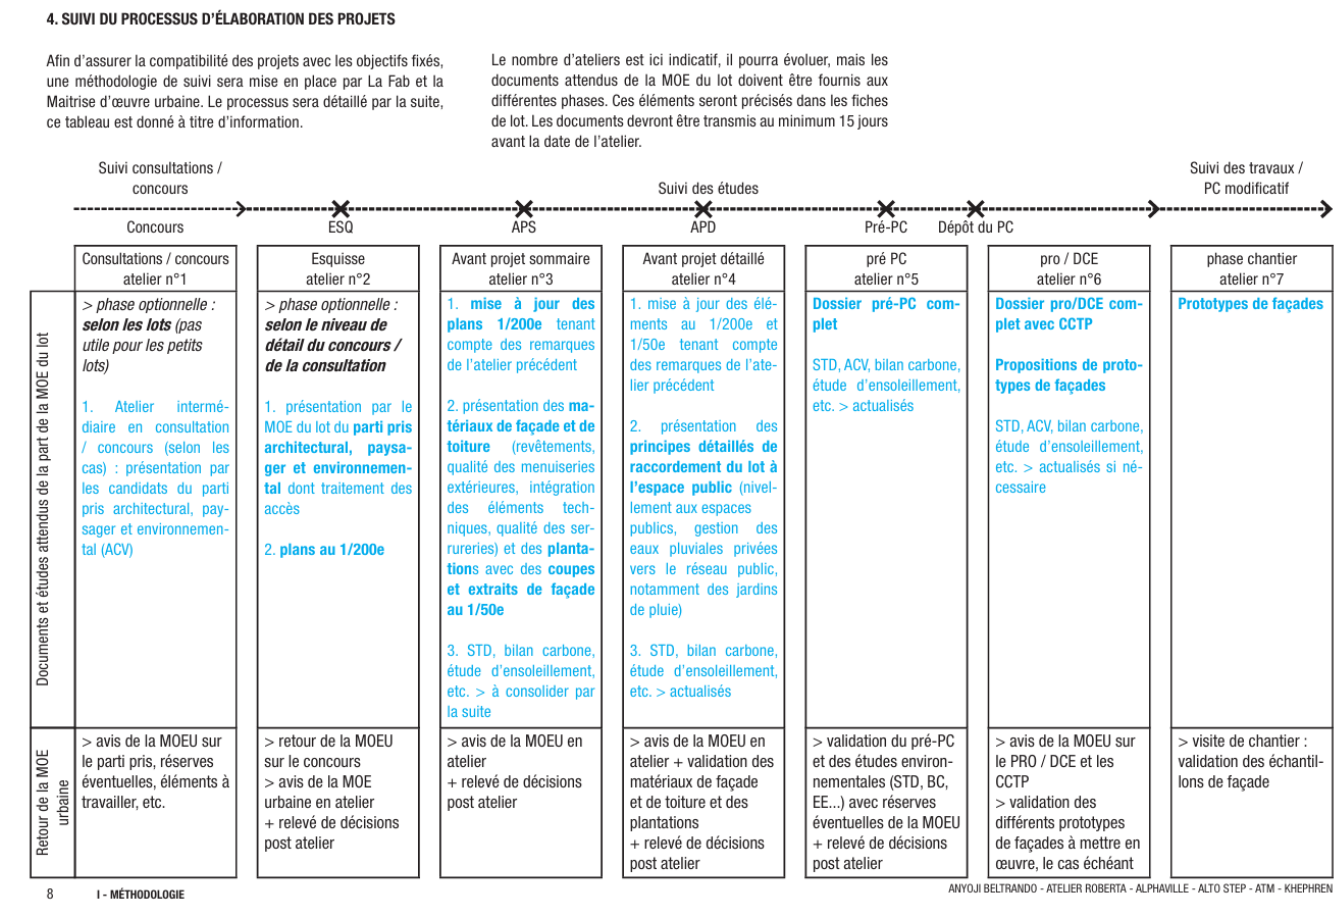 4. SUIVI DU PROCESSUS D'ÉLABORATION DES PROJETS
Afin d'assurer la compatibilité des projets avec les objectifs fixés,
une méthodologie de suivi sera mise en place par La Fab et la
Maitrise d'œuvre urbaine. Le processus sera détaillé par la suite,
ce tableau est donné à titre d'information.
Le nombre d'ateliers est ici indicatif, il pourra évoluer, mais les
documents attendus de la MOE du lot doivent être fournis aux
différentes phases. Ces éléments seront précisés dans les fiches
de lot. Les documents devront être transmis au minimum 15 jours
avant la date de l'atelier.
Suivi consultations /
concours
Suivi des études
Suivi des travaux /
PC modificatif
Concours
ESQ
APS
APD
Pré-PC
Dépôt du PC
Consultations / concours
atelier n°1
Esquisse
atelier n°2
Avant projet sommaire
atelier n°3
Avant projet détaillé
atelier n°4
pré PC
atelier n°5
pro / DCE
atelier n°6
phase chantier
atelier n°7
Documents et études attendus de la part de la MOE du lot
> phase optionnelle :
selon les lots (pas
utile pour les petits
lots)
1. Atelier intermé-
diaire en consultation
/ concours (selon les
cas) : présentation par
les candidats du parti
pris architectural, pay-
sager et environnemen-
tal (ACV)
> phase optionnelle :
selon le niveau de
détail du concours /
de la consultation
1. présentation par le
MOE du lot du parti pris
architectural, paysa-
ger et environnemen-
tal dont traitement des
accès
2. plans au 1/200e
1. mise à jour des
plans 1/200e tenant
compte des remarques
de l'atelier précédent
2. présentation des ma-
tériaux de façade et de
toiture (revêtements,
qualité des menuiseries
extérieures, intégration
des éléments tech-
niques, qualité des ser-
rureries) et des planta-
tions avec des coupes
et extraits de façade
au 1/50e
3. STD, bilan carbone,
étude d'ensoleillement,
etc. > à consolider par
la suite
1. mise à jour des élé-
ments au 1/200e et
1/50e tenant compte
des remarques de l'ate-
lier précédent
2. présentation des
principes détaillés de
raccordement du lot à
l'espace public (nivel-
lement aux espaces
publics, gestion des
eaux pluviales privées
vers le réseau public,
notamment des jardins
de pluie)
3. STD, bilan carbone,
étude d'ensoleillement,
etc. > actualisés
Dossier pré-PC com-
plet
STD, ACV, bilan carbone,
étude d'ensoleillement,
etc. > actualisés
Dossier pro/DCE com-
plet avec CCTP
Propositions de proto-
types de façades
STD, ACV, bilan carbone,
étude d'ensoleillement,
etc. > actualisés si né-
cessaire
Prototypes de façades
Retour de la MOE
urbaine
> avis de la MOEU sur
le parti pris, réserves
éventuelles, éléments à
travailler, etc.
> retour de la MOEU
sur le concours
> avis de la MOE
urbaine en atelier
+ relevé de décisions
post atelier
> avis de la MOEU en
atelier
+ relevé de décisions
post atelier
> avis de la MOEU en
atelier + validation des
matériaux de façade
et de toiture et des
plantations
+ relevé de décisions
post atelier
> validation du pré-PC
et des études environ-
nementales (STD, BC,
EE...) avec réserves
éventuelles de la MOEU
+ relevé de décisions
post atelier
> avis de la MOEU sur
le PRO / DCE et les
CCTP
> validation des
différents prototypes
de façades à mettre en
œuvre, le cas échéant
> visite de chantier :
validation des échantil-
lons de façade
8
I - MÉTHODOLOGIE
ANYOJI BELTRANDO - ATELIER ROBERTA - ALPHAVILLE - ALTO STEP - ATM - KHEPHREN